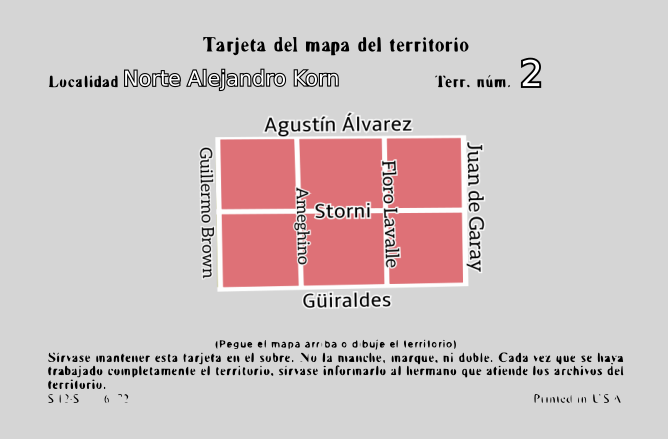 Tarjeta del mapa del territorio
Localidad Norte Alejandro Korn Terr. núm. 2
Agustín Álvarez
Guillermo Brown
Ameghino
Floro Lavalle
Juan de Garay
Storni
Güiraldes
(Pegue el mapa arriba o dibuje el territorio)
Sírvase mantener esta tarjeta en el sobre. No la manche, marque, ni doble. Cada vez que se haya
trabajado completamente el territorio, sírvase informarlo al hermano que atiende los archivos del
territorio.
S-12-S 6-72 Printed in U.S.A.